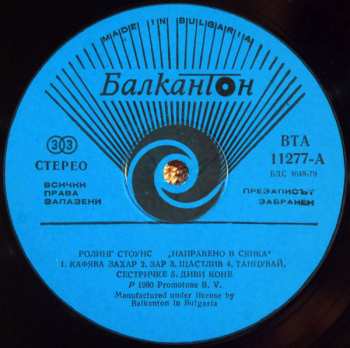 MADE IN BULGARIA
Балкантон
33
СТЕРЕО
ВТА
11277-А
БДС 1048-79
ВСИЧКИ
ПРАВА
ЗАПАЗЕНИ
ПРЕЗАПИСЪТ
ЗАБРАНЕН
РОЛИНГ СТОУНС „НАПРАВЕНО В СЯНКА"
1. КАФЯВА ЗАХАР 2. ЗАР 3. ЩАСТЛИВ 4. ТАНЦУВАЙ,
СЕСТРИЧКЕ 5. ДИВИ КОНЕ
P 1980 Promotone B. V.
Manufactured under license by
Balkanton in Bulgaria